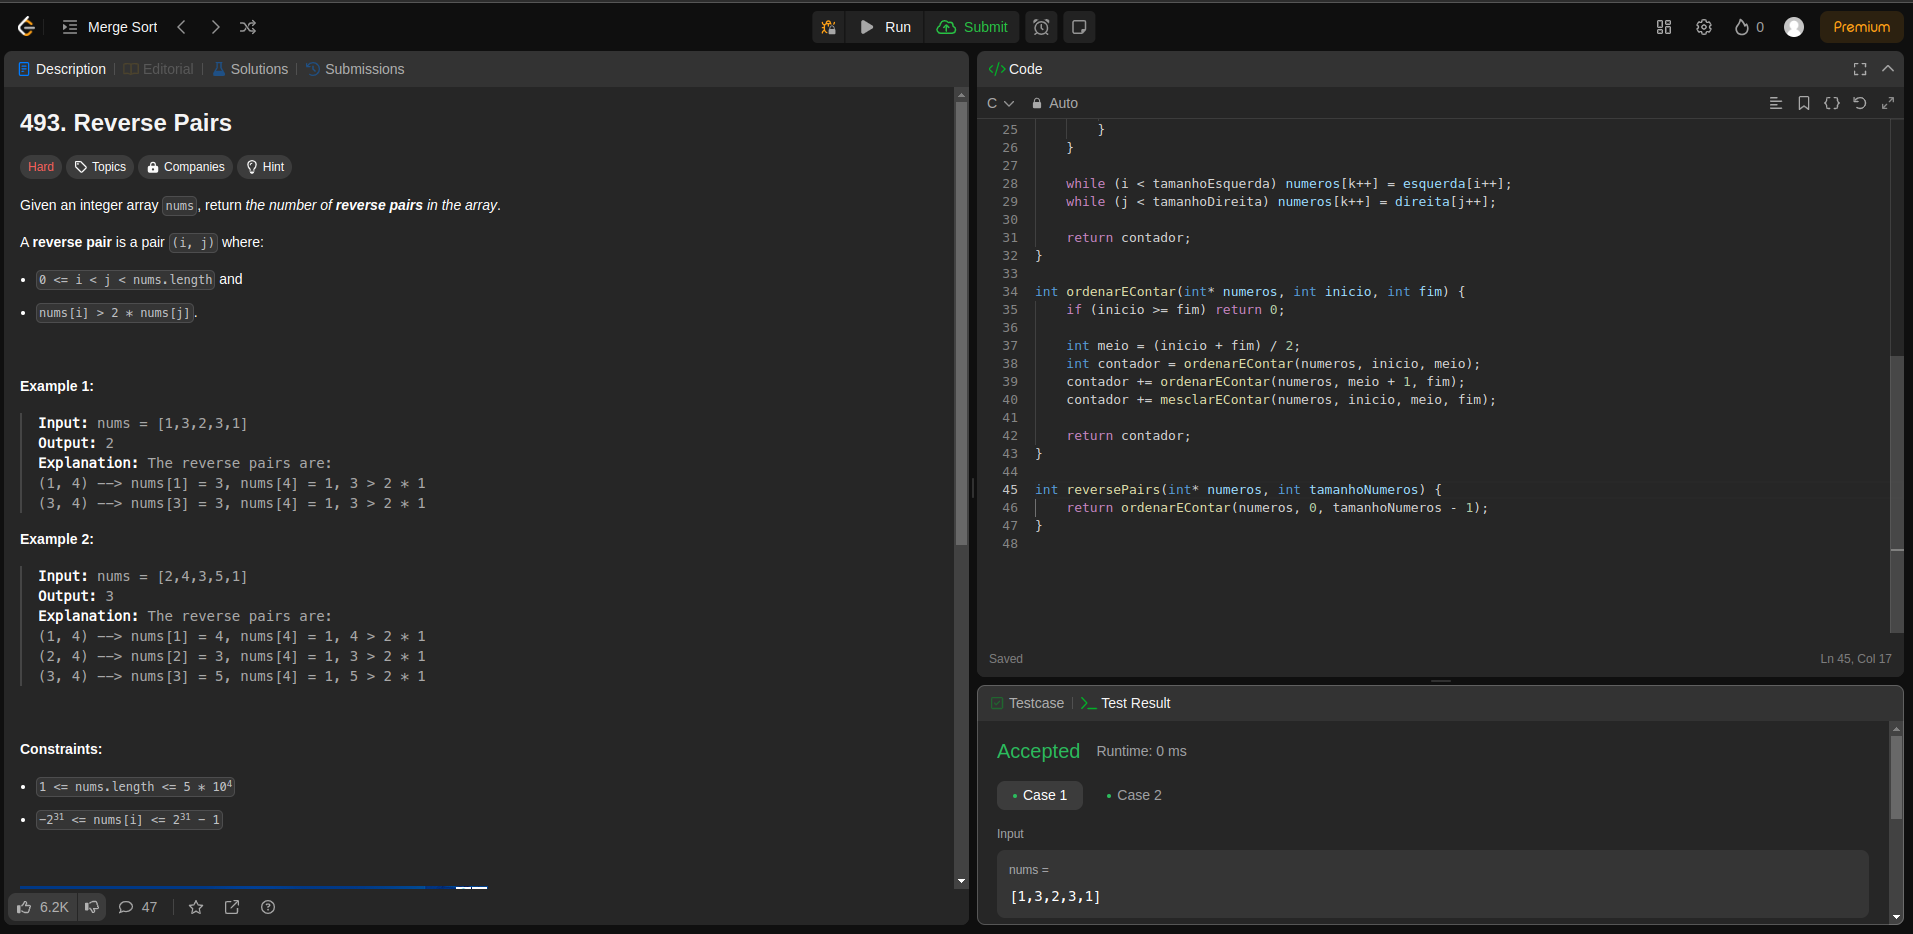 Merge Sort
Run
Submit
0
Premium
Description
Editorial
Solutions
Submissions
493. Reverse Pairs
Hard
Topics
Companies
Hint
Given an integer array nums, return the number of reverse pairs in the array.
A reverse pair is a pair (i, j) where:
• 0 <= i < j < nums.length and
• nums[i] > 2 * nums[j].
Example 1:
Input: nums = [1,3,2,3,1]
Output: 2
Explanation: The reverse pairs are:
(1, 4) --> nums[1] = 3, nums[4] = 1, 3 > 2 * 1
(3, 4) --> nums[3] = 3, nums[4] = 1, 3 > 2 * 1
Example 2:
Input: nums = [2,4,3,5,1]
Output: 3
Explanation: The reverse pairs are:
(1, 4) --> nums[1] = 4, nums[4] = 1, 4 > 2 * 1
(2, 4) --> nums[2] = 3, nums[4] = 1, 3 > 2 * 1
(3, 4) --> nums[3] = 5, nums[4] = 1, 5 > 2 * 1
Constraints:
• 1 <= nums.length <= 5 * 10⁴
• -2³¹ <= nums[i] <= 2³¹ - 1
6.2K
47
</> Code
C
Auto
25 }
26 }
27
28 while (i < tamanhoEsquerda) numeros[k++] = esquerda[i++];
29 while (j < tamanhoDireita) numeros[k++] = direita[j++];
30
31 return contador;
32 }
33
34 int ordenarEContar(int* numeros, int inicio, int fim) {
35 if (inicio >= fim) return 0;
36
37 int meio = (inicio + fim) / 2;
38 int contador = ordenarEContar(numeros, inicio, meio);
39 contador += ordenarEContar(numeros, meio + 1, fim);
40 contador += mesclarEContar(numeros, inicio, meio, fim);
41
42 return contador;
43 }
44
45 int reversePairs(int* numeros, int tamanhoNumeros) {
46 return ordenarEContar(numeros, 0, tamanhoNumeros - 1);
47 }
48
Saved
Ln 45, Col 17
Testcase
Test Result
Accepted
Runtime: 0 ms
• Case 1
• Case 2
Input
nums =
[1,3,2,3,1]